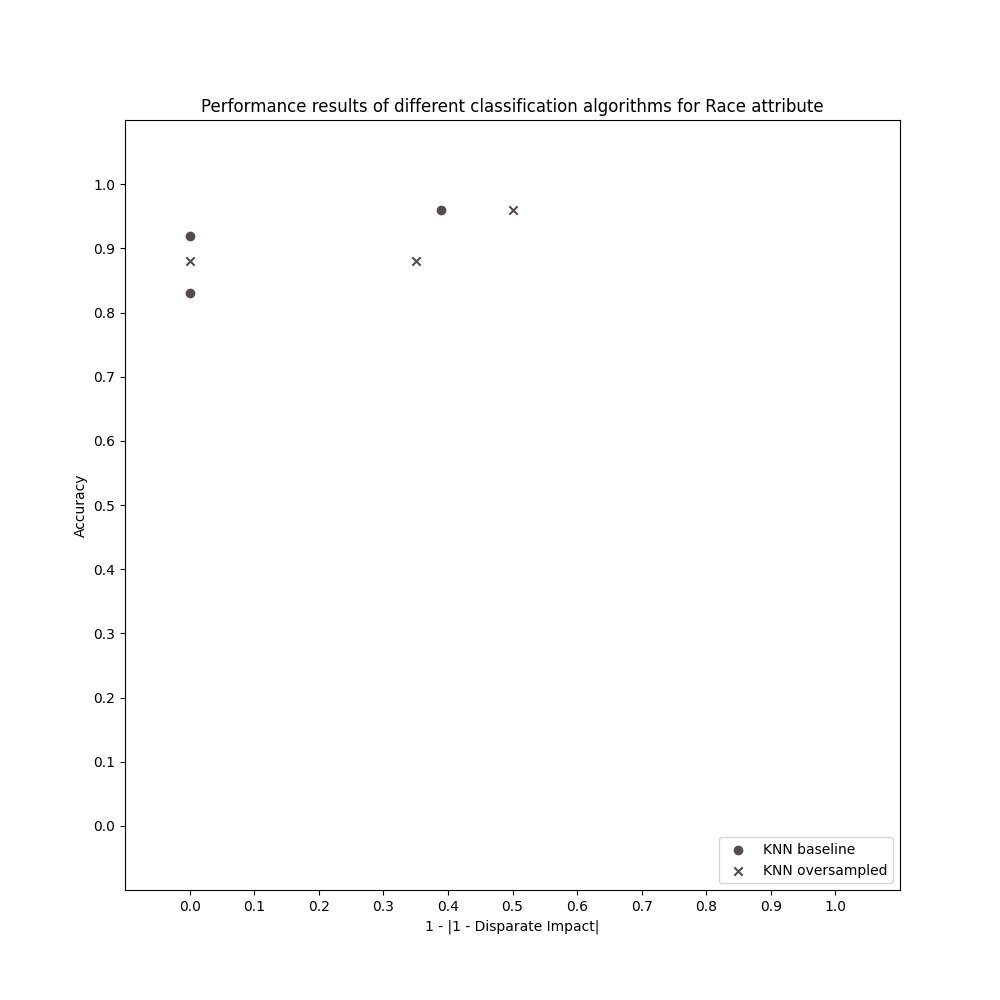 Performance results of different classification algorithms for Race attribute
1.0
0.9
0.8
0.7
0.6
0.5
0.4
0.3
0.2
0.1
0.0
Accuracy
KNN baseline
KNN oversampled
0.0 0.1 0.2 0.3 0.4 0.5 0.6 0.7 0.8 0.9 1.0
1 - |1 - Disparate Impact|